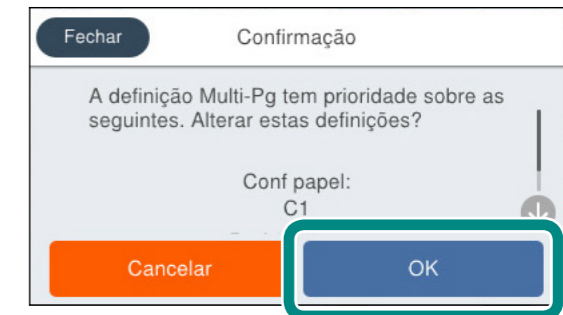 Fechar
Confirmação
A definição Multi-Pg tem prioridade sobre as
seguintes. Alterar estas definições?
Conf papel:
C1
Cancelar
OK